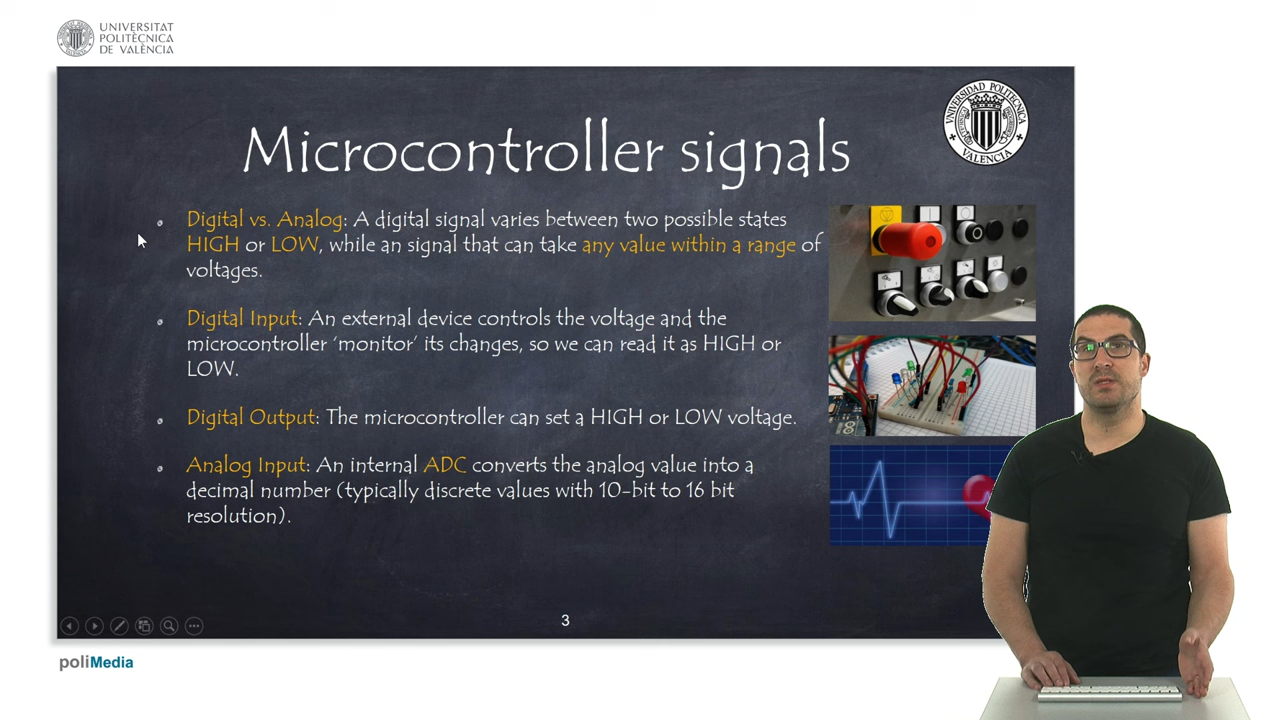 UNIVERSITAT
POLITÈCNICA
DE VALÈNCIA
UNIVERSIDAD POLITECNICA
VALENCIA
Microcontroller signals
Digital vs. Analog: A digital signal varies between two possible states
HIGH or LOW, while an signal that can take any value within a range of
voltages.
Digital Input: An external device controls the voltage and the
microcontroller ‘monitor’ its changes, so we can read it as HIGH or
LOW.
Digital Output: The microcontroller can set a HIGH or LOW voltage.
Analog Input: An internal ADC converts the analog value into a
decimal number (typically discrete values with 10-bit to 16 bit
resolution).
3
poliMedia